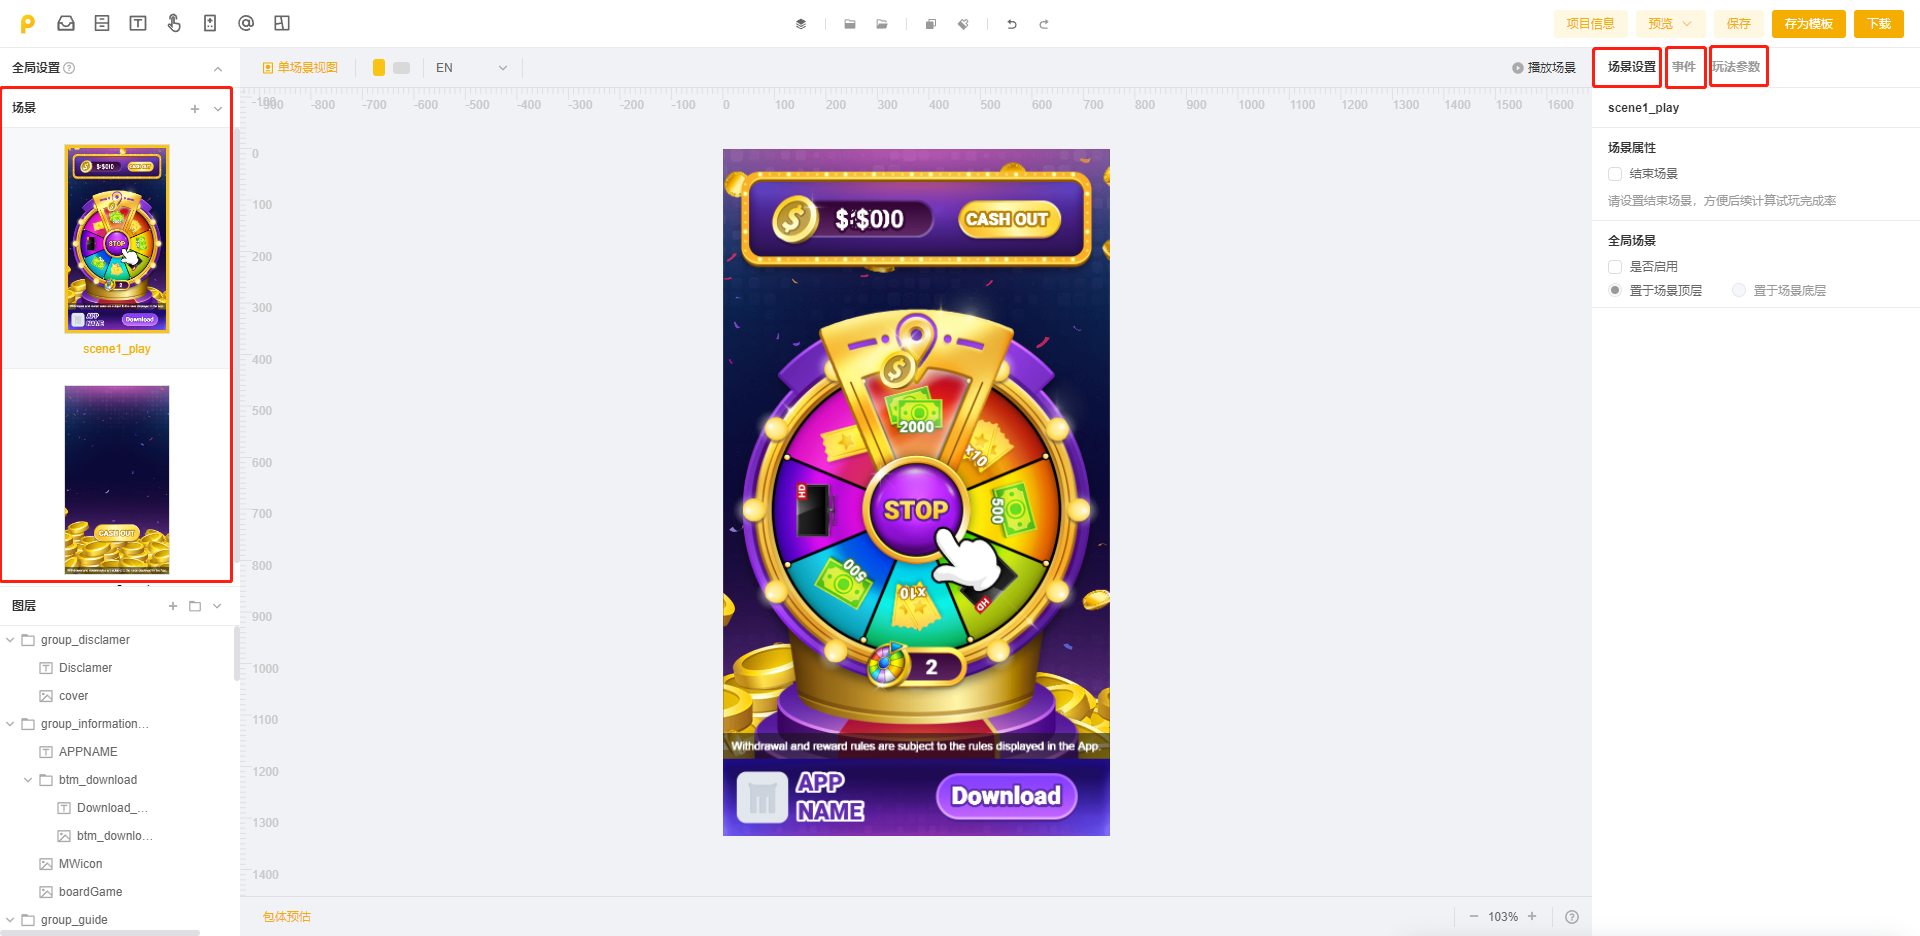 项目信息
预览
保存
存为模板
下载
全局设置
单场景视图
EN
播放场景
场景设置
事件
玩法参数
场景
-900 -800 -700 -600 -500 -400 -300 -200 -100 0 100 200 300 400 500 600 700 800 900 1000 1100 1200 1300 1400 1500 1600
0
100
200
300
400
500
600
700
800
900
1000
1100
1200
1300
1400
CASH OUT
STOP
2
APP
NAME
Download
scene1_play
CASH OUT
图层
group_disclamer
Disclamer
cover
group_information...
APPNAME
btm_download
Download_...
btm_downlo...
MWicon
boardGame
group_guide
CASH OUT
2000
x10
500
HD
STOP
500
x10
HD
2
Withdrawal and reward rules are subject to the rules displayed in the App.
APP
NAME
Download
包体预估
103%
scene1_play
场景属性
结束场景
请设置结束场景，方便后续计算试玩完成率
全局场景
是否启用
置于场景顶层
置于场景底层